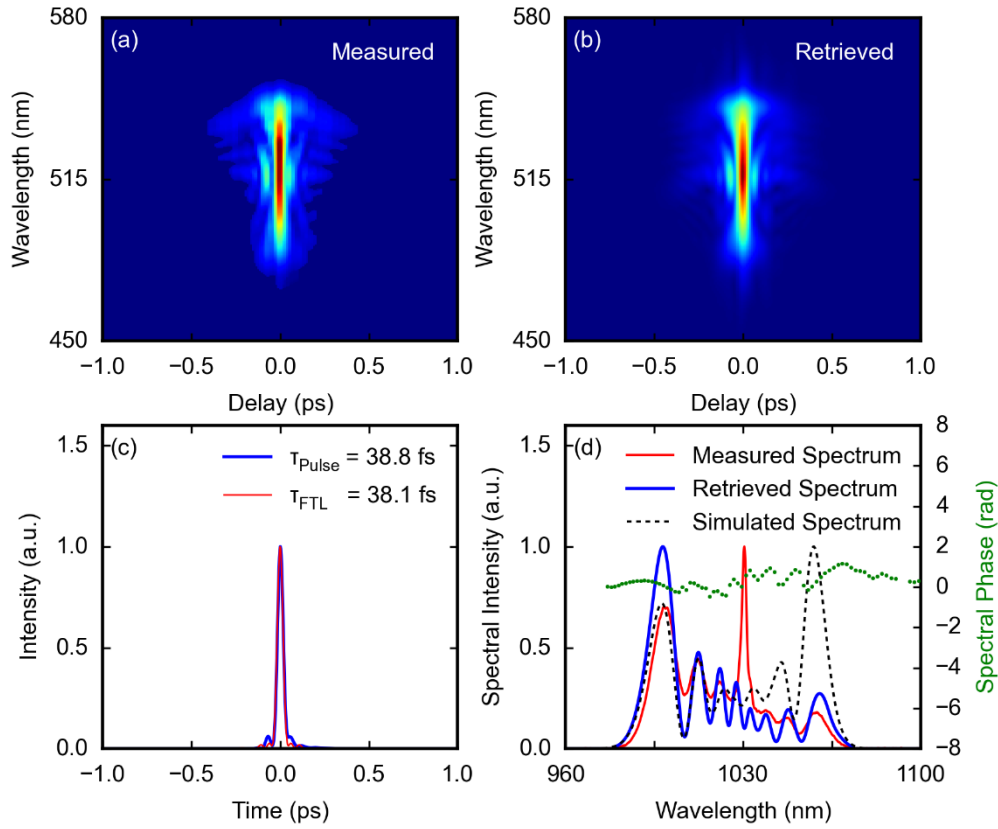 (a)
Measured
580
515
450
Wavelength (nm)
−1.0 −0.5 0.0 0.5 1.0
Delay (ps)
(b)
Retrieved
580
515
450
Wavelength (nm)
−1.0 −0.5 0.0 0.5 1.0
Delay (ps)
(c)
τPulse = 38.8 fs
τFTL = 38.1 fs
1.5
1.0
0.5
0.0
Intensity (a.u.)
−1.0 −0.5 0.0 0.5 1.0
Time (ps)
(d)
Measured Spectrum
Retrieved Spectrum
Simulated Spectrum
1.5
1.0
0.5
0.0
Spectral Intensity (a.u.)
8
6
4
2
0
−2
−4
−6
−8
Spectral Phase (rad)
960 1030 1100
Wavelength (nm)